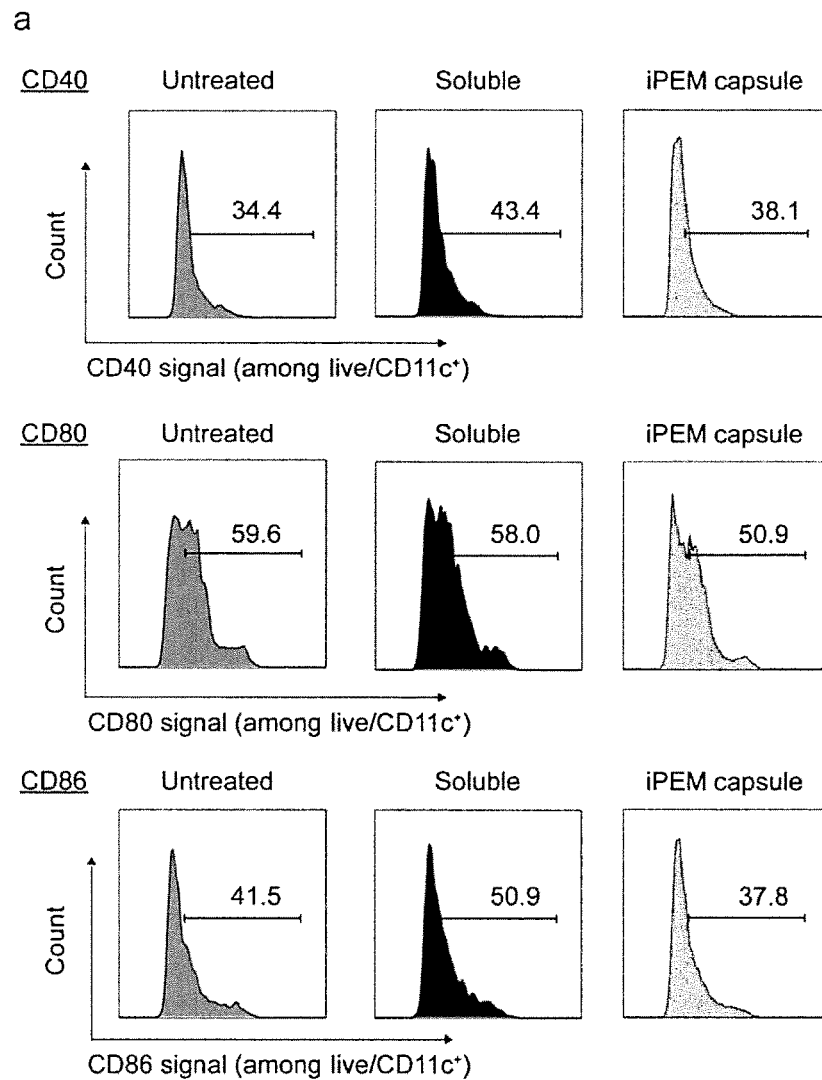 a
CD40 Untreated Soluble iPEM capsule
34.4 43.4 38.1
Count
CD40 signal (among live/CD11c⁺)
CD80 Untreated Soluble iPEM capsule
59.6 58.0 50.9
Count
CD80 signal (among live/CD11c⁺)
CD86 Untreated Soluble iPEM capsule
41.5 50.9 37.8
Count
CD86 signal (among live/CD11c⁺)